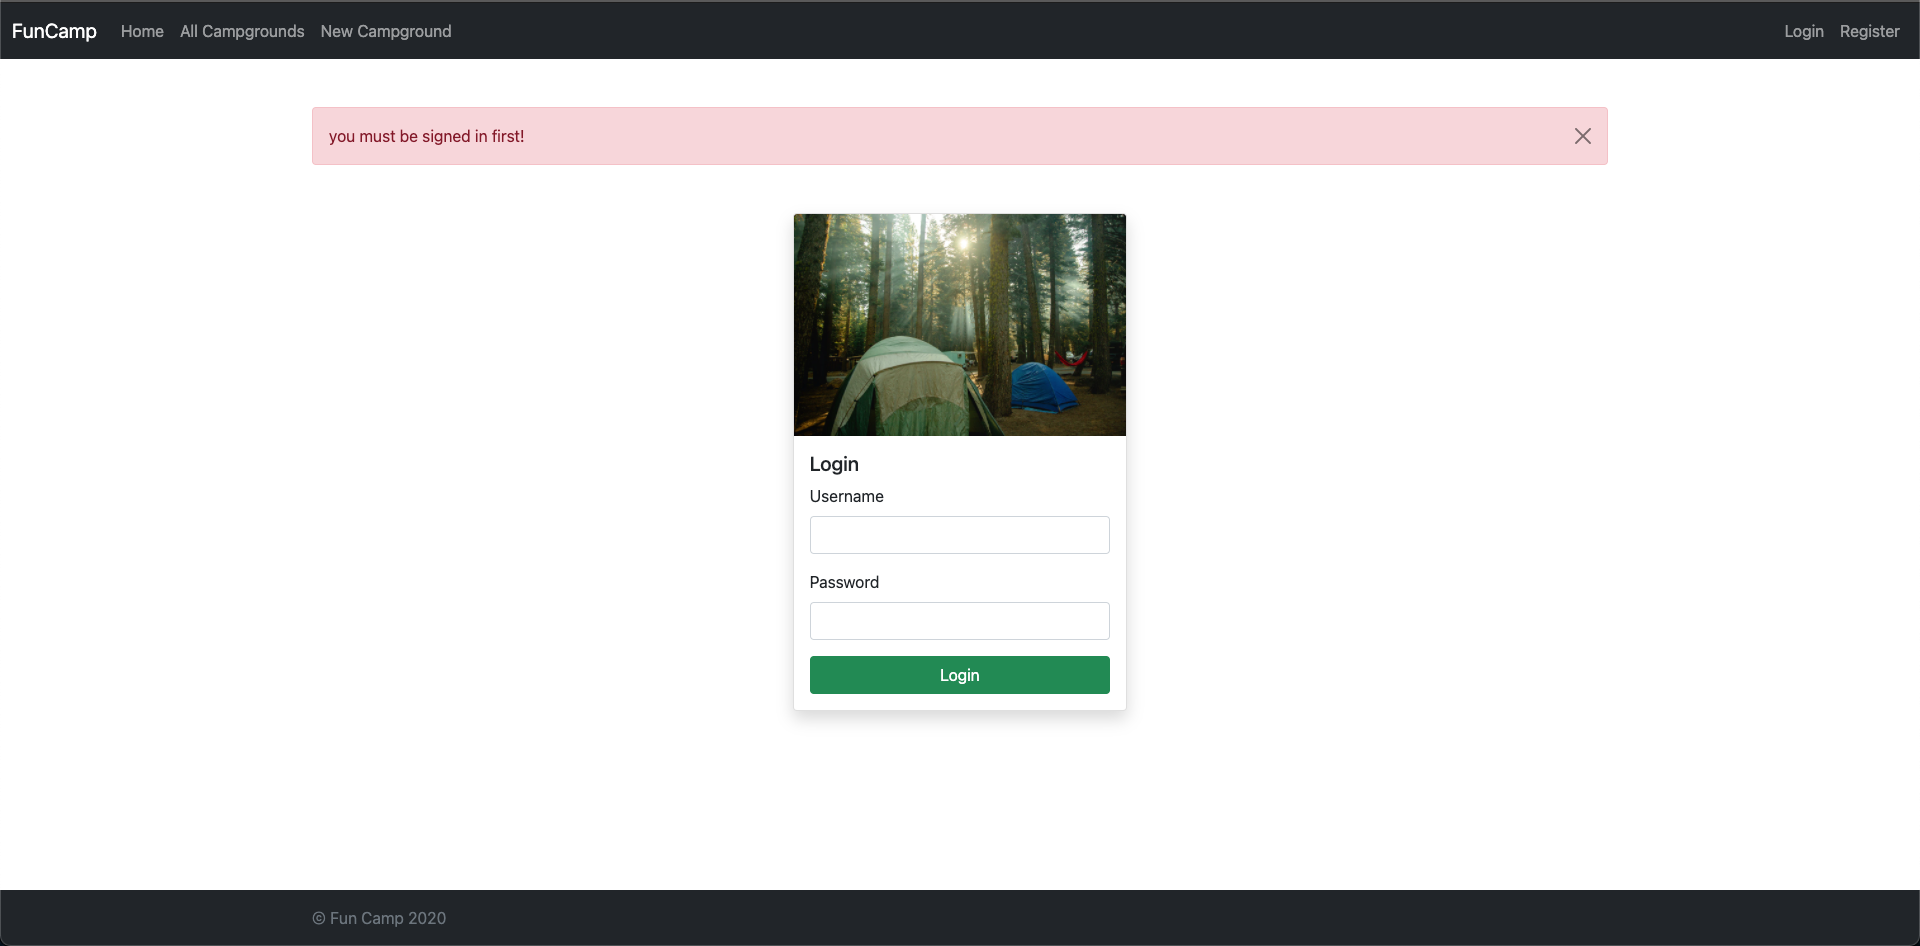 FunCamp Home All Campgrounds New Campground Login Register
you must be signed in first!
Login
Username
Password
Login
© Fun Camp 2020